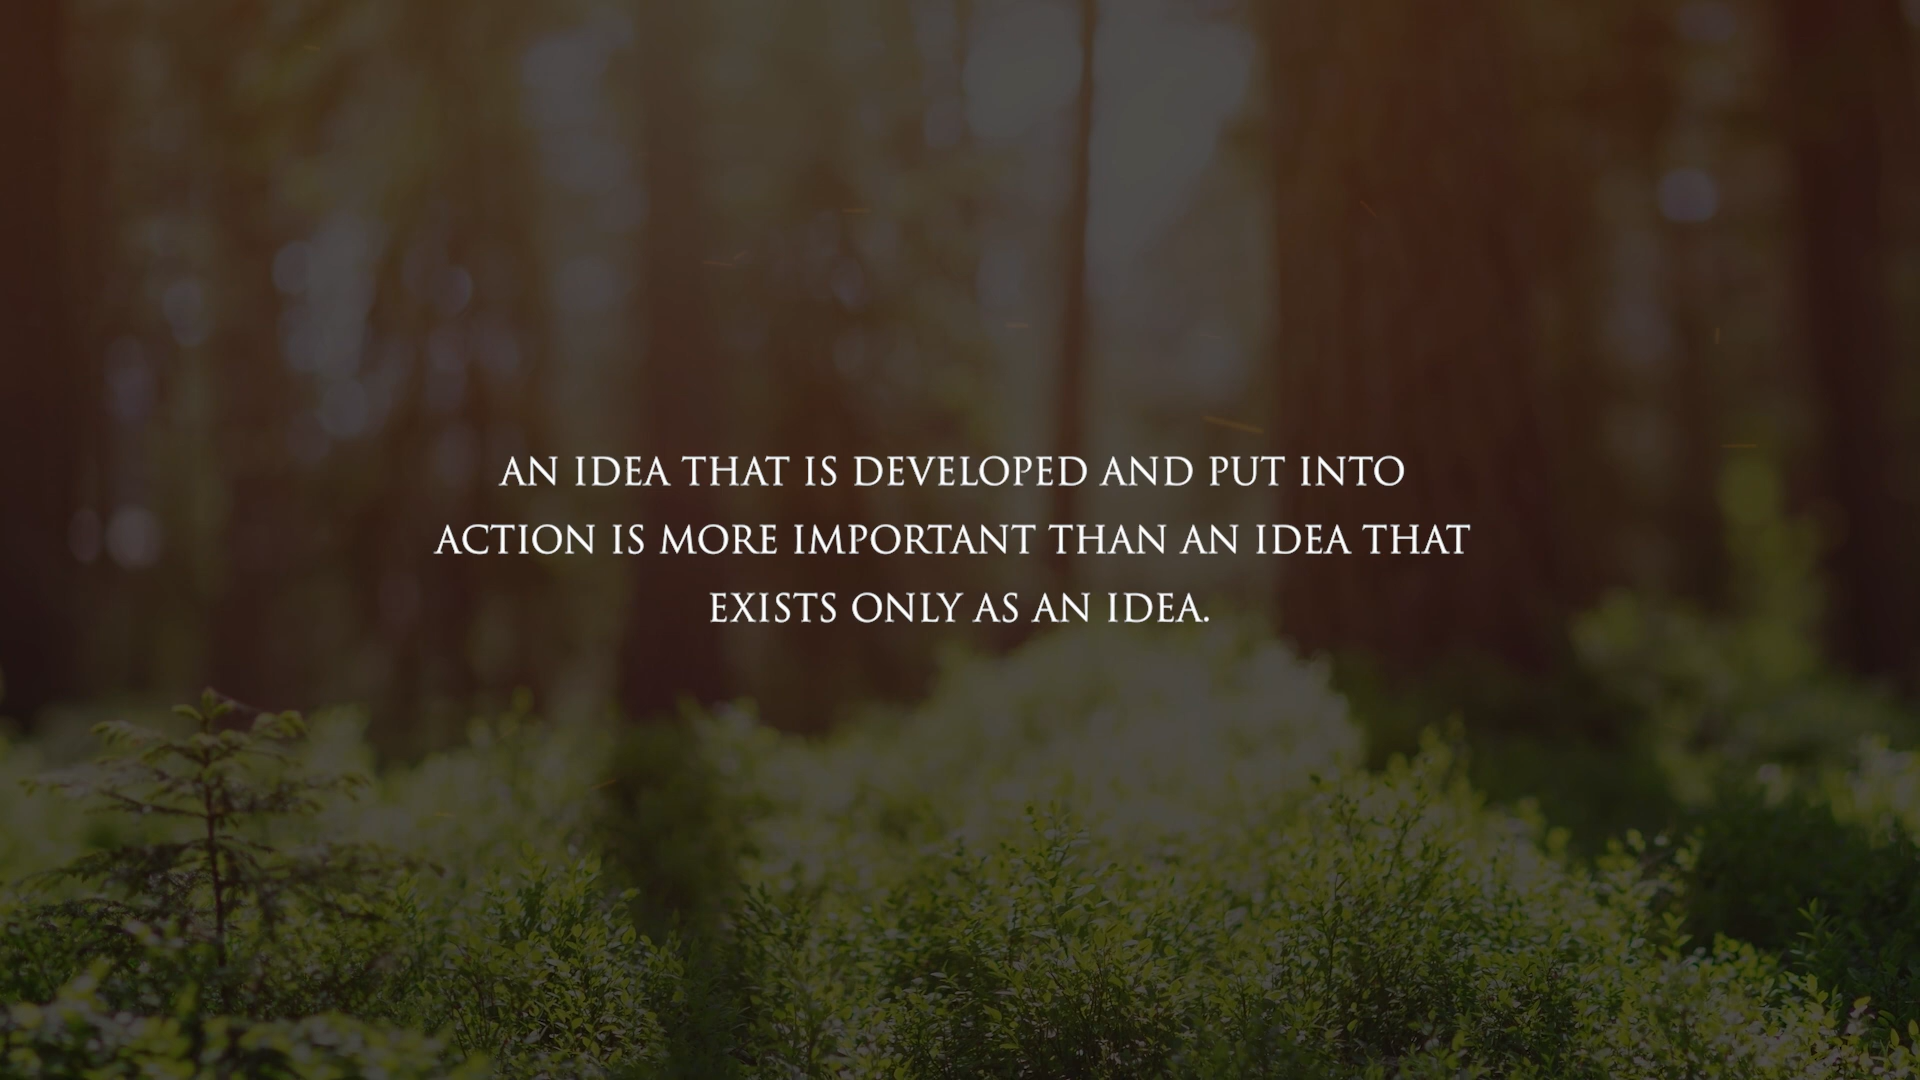 AN IDEA THAT IS DEVELOPED AND PUT INTO
ACTION IS MORE IMPORTANT THAN AN IDEA THAT
EXISTS ONLY AS AN IDEA.